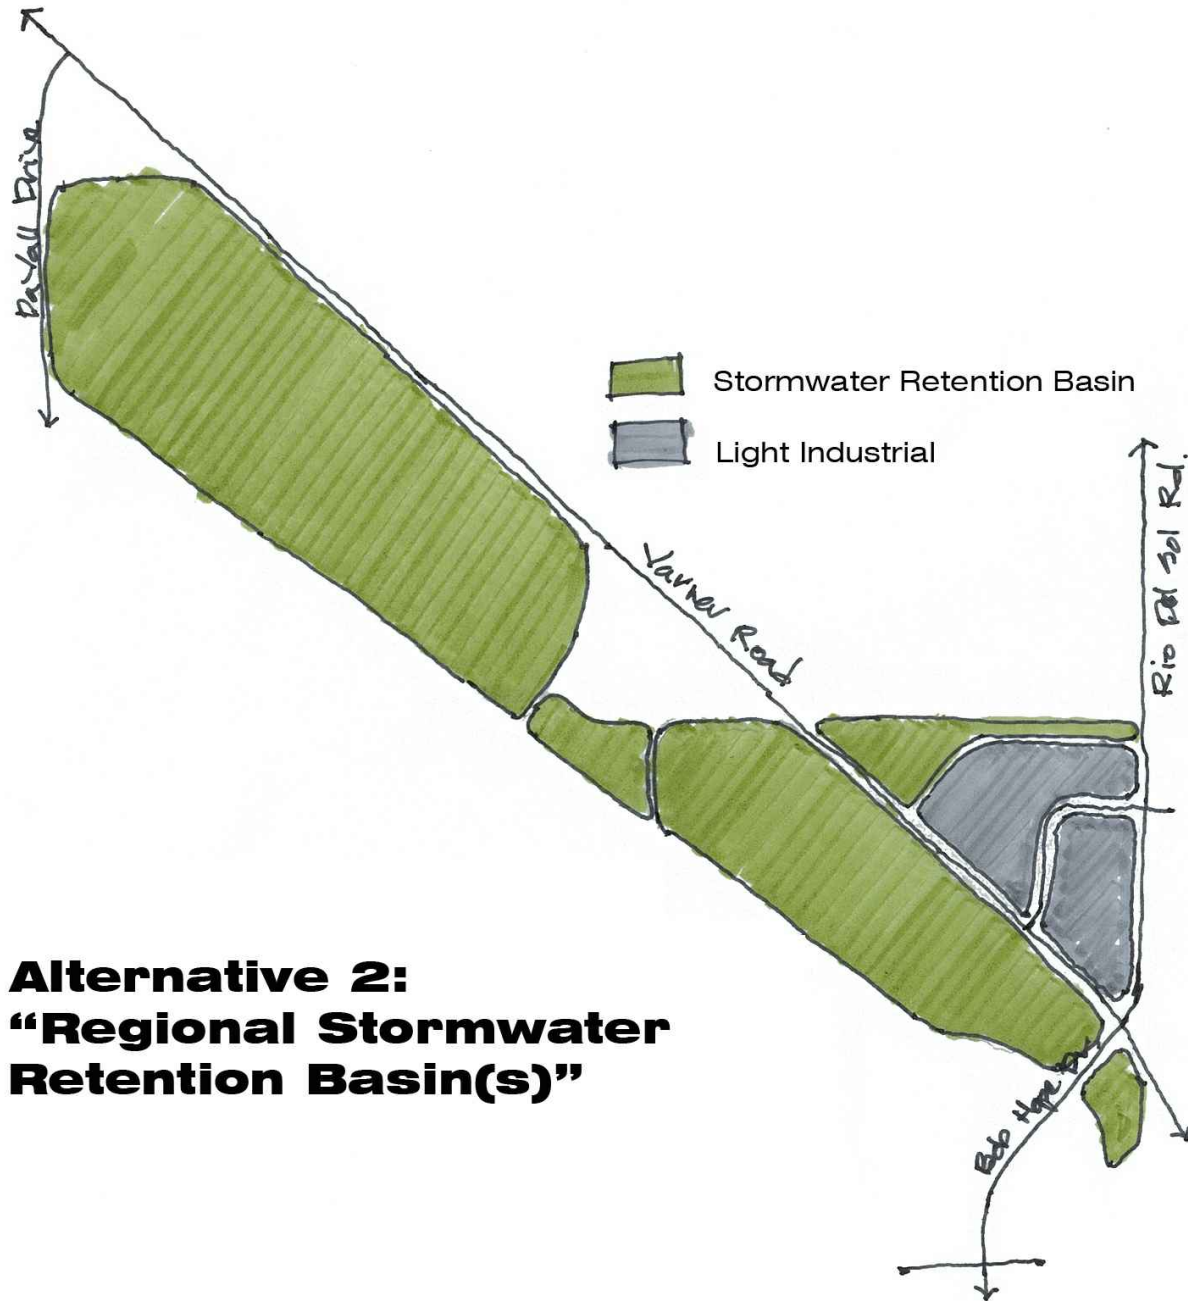 DaVall Drive
Stormwater Retention Basin
Light Industrial
Rio Del Sol Rd.
Varner Road
Alternative 2:
“Regional Stormwater
Retention Basin(s)”
Bob Hope Dr.